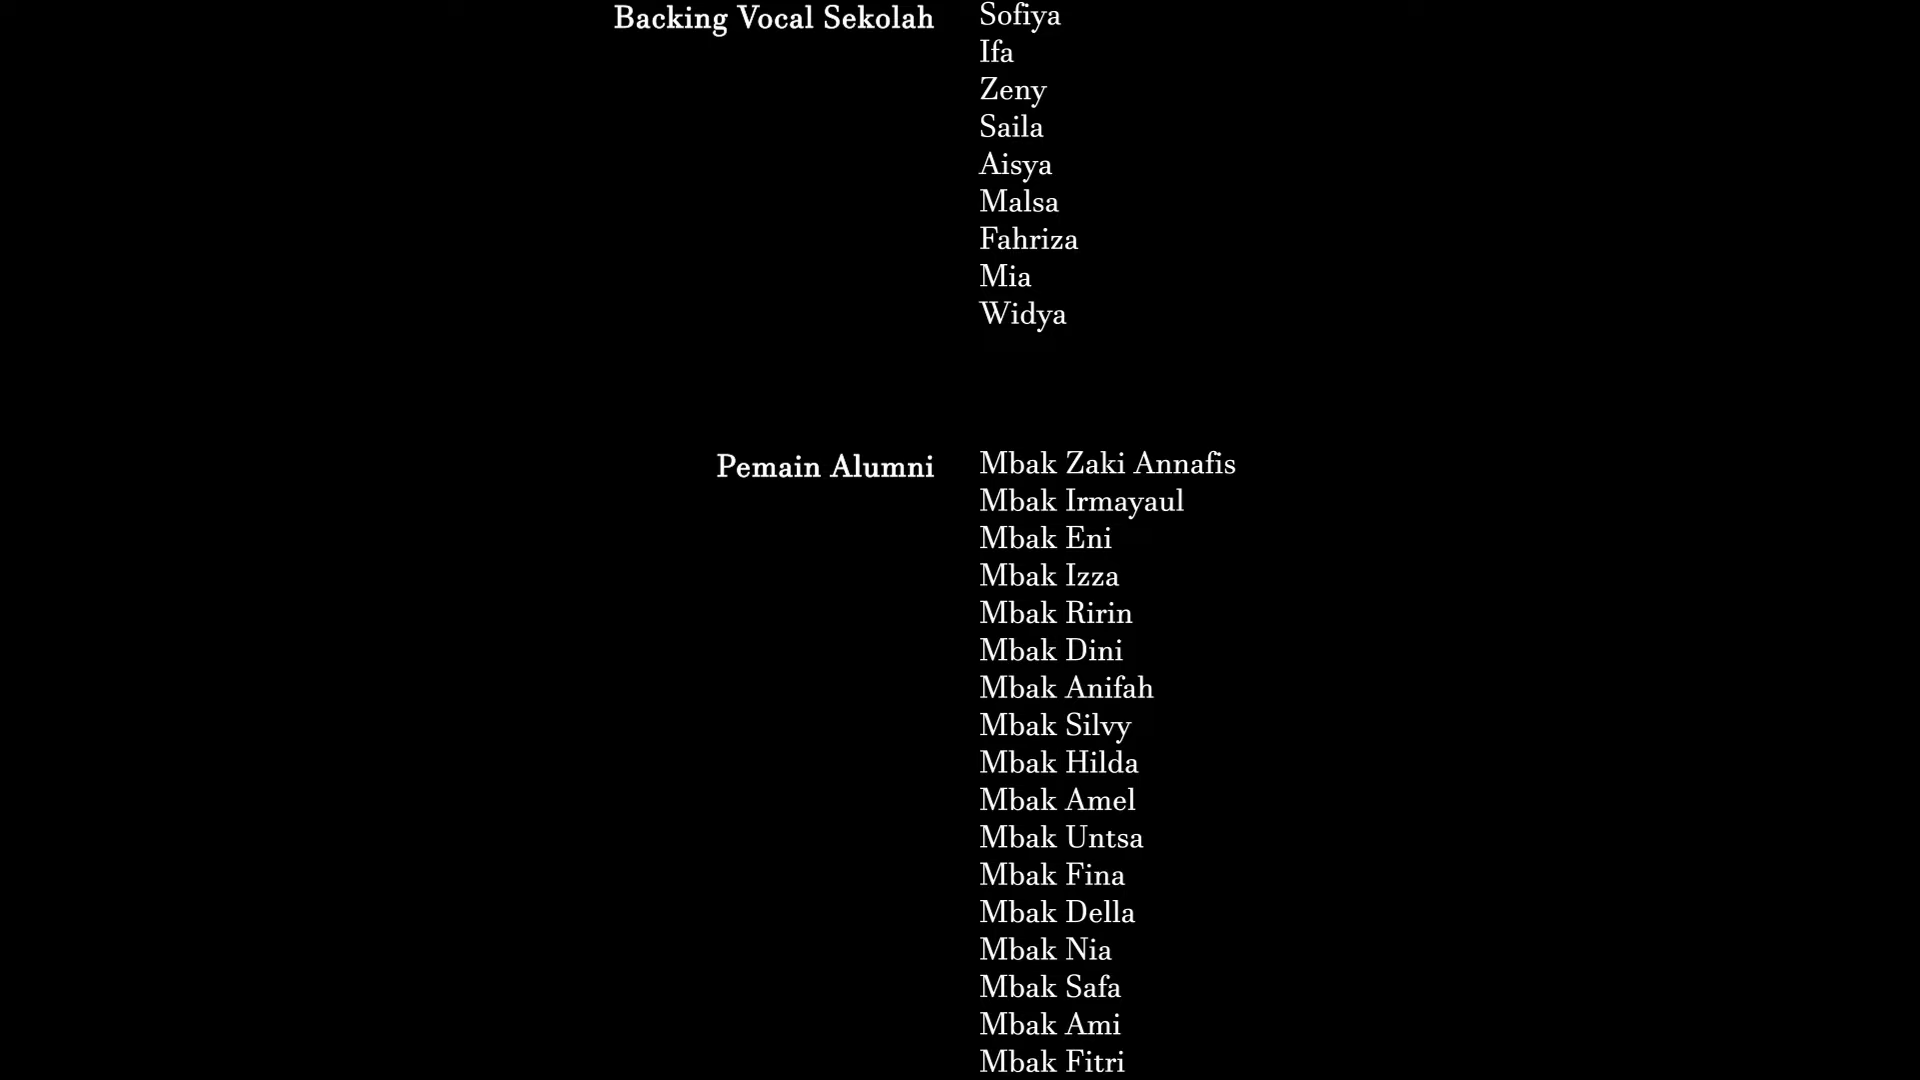 Backing Vocal Sekolah Sofiya
Ifa
Zeny
Saila
Aisya
Malsa
Fahriza
Mia
Widya
Pemain Alumni Mbak Zaki Annafis
Mbak Irmayaul
Mbak Eni
Mbak Izza
Mbak Ririn
Mbak Dini
Mbak Anifah
Mbak Silvy
Mbak Hilda
Mbak Amel
Mbak Untsa
Mbak Fina
Mbak Della
Mbak Nia
Mbak Safa
Mbak Ami
Mbak Fitri